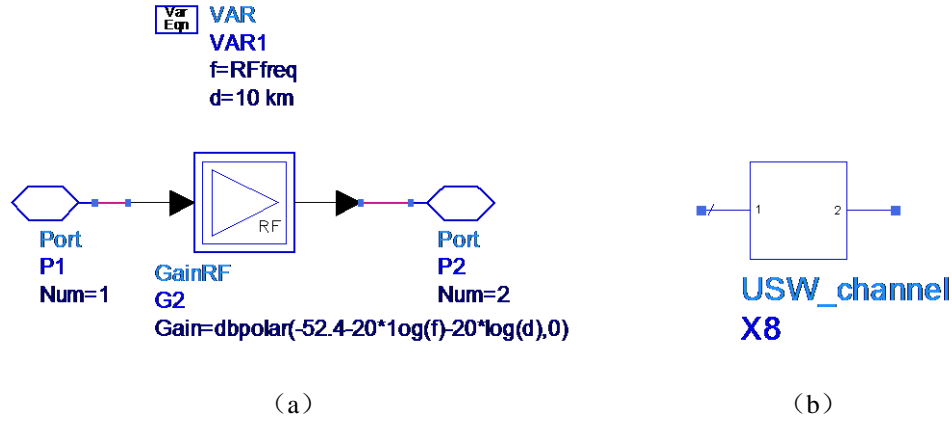 Var
Eqn
VAR
VAR1
f=RFfreq
d=10 km
RF
Port
P1
Num=1
GainRF
G2
Gain=dbpolar(-52.4-20*1og(f)-20*log(d),0)
Port
P2
Num=2
1
2
USW_channel
X8
（a）
（b）